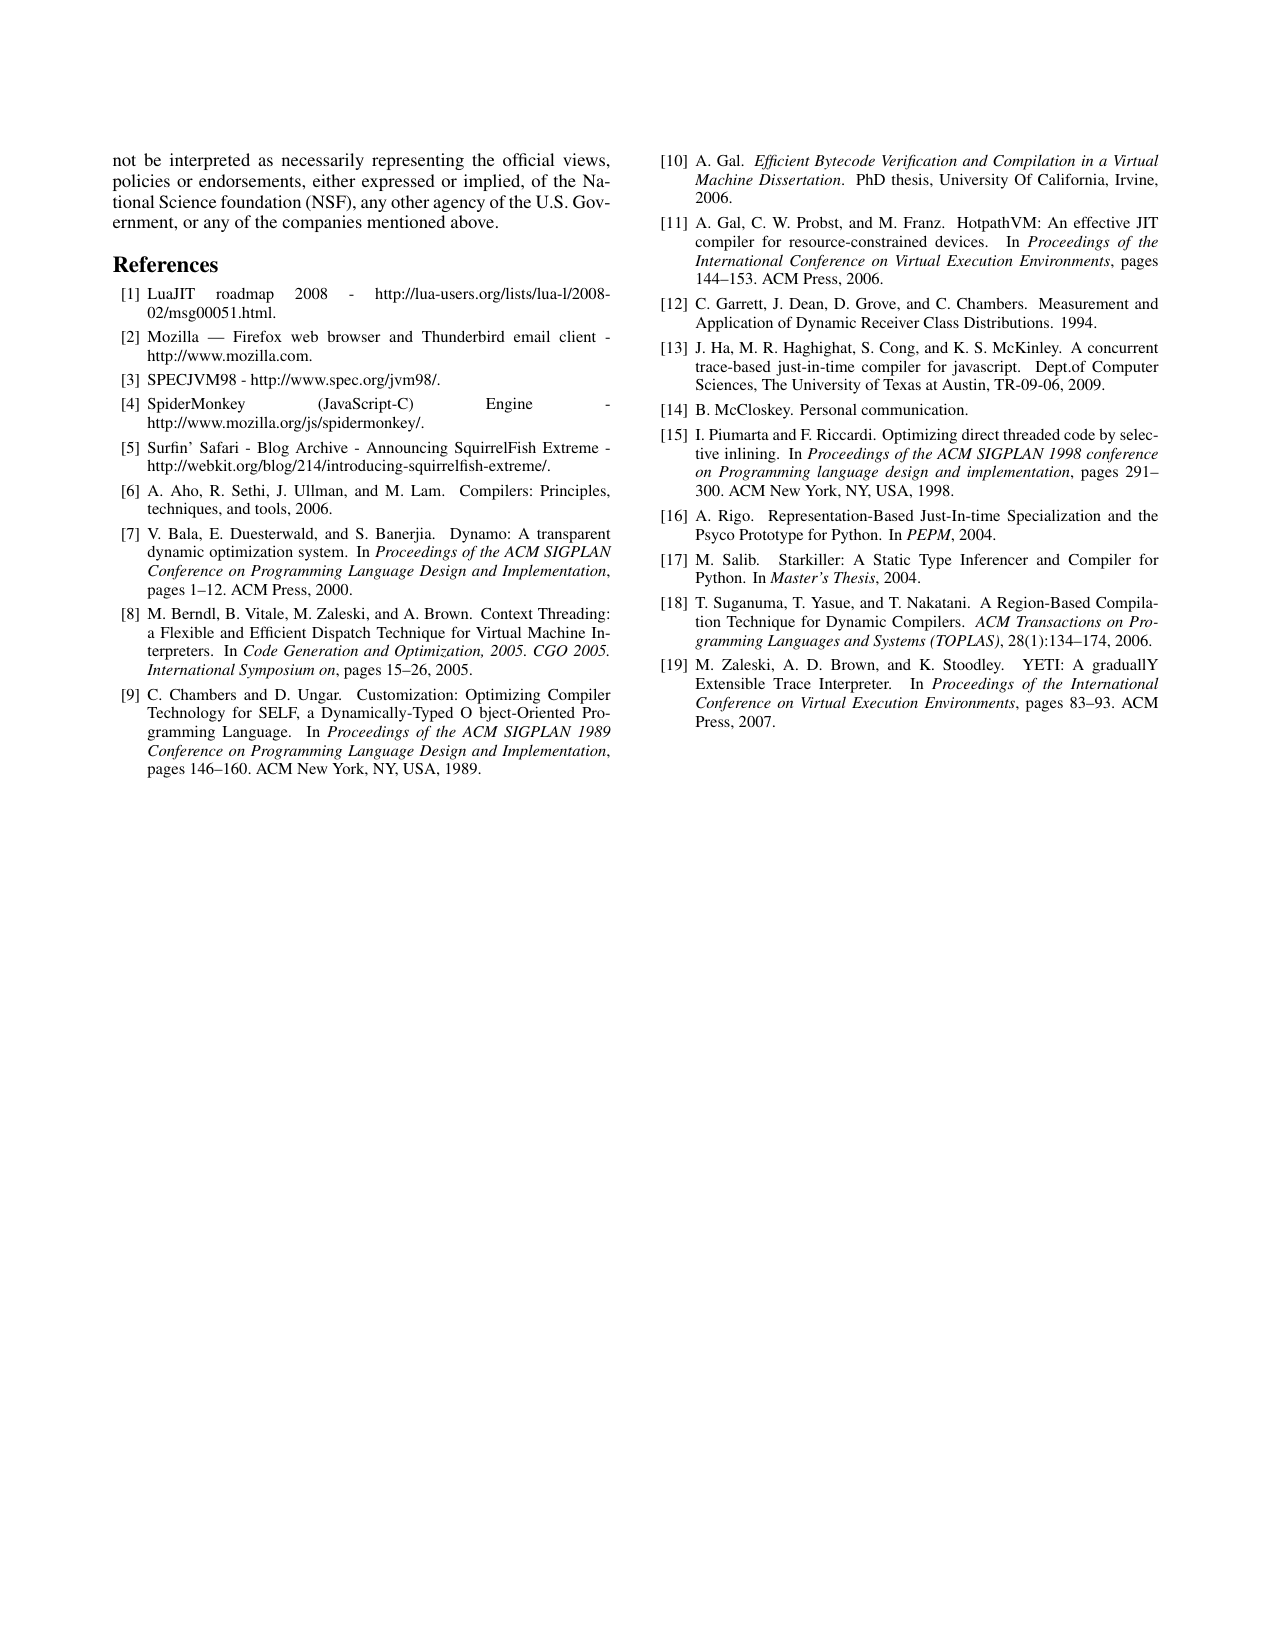 not be interpreted as necessarily representing the official views,
policies or endorsements, either expressed or implied, of the Na-
tional Science foundation (NSF), any other agency of the U.S. Gov-
ernment, or any of the companies mentioned above.
References
[1] LuaJIT roadmap 2008 - http://lua-users.org/lists/lua-l/2008-
02/msg00051.html.
[2] Mozilla — Firefox web browser and Thunderbird email client -
http://www.mozilla.com.
[3] SPECJVM98 - http://www.spec.org/jvm98/.
[4] SpiderMonkey (JavaScript-C) Engine -
http://www.mozilla.org/js/spidermonkey/.
[5] Surfin’ Safari - Blog Archive - Announcing SquirrelFish Extreme -
http://webkit.org/blog/214/introducing-squirrelfish-extreme/.
[6] A. Aho, R. Sethi, J. Ullman, and M. Lam. Compilers: Principles,
techniques, and tools, 2006.
[7] V. Bala, E. Duesterwald, and S. Banerjia. Dynamo: A transparent
dynamic optimization system. In Proceedings of the ACM SIGPLAN
Conference on Programming Language Design and Implementation,
pages 1–12. ACM Press, 2000.
[8] M. Berndl, B. Vitale, M. Zaleski, and A. Brown. Context Threading:
a Flexible and Efficient Dispatch Technique for Virtual Machine In-
terpreters. In Code Generation and Optimization, 2005. CGO 2005.
International Symposium on, pages 15–26, 2005.
[9] C. Chambers and D. Ungar. Customization: Optimizing Compiler
Technology for SELF, a Dynamically-Typed O bject-Oriented Pro-
gramming Language. In Proceedings of the ACM SIGPLAN 1989
Conference on Programming Language Design and Implementation,
pages 146–160. ACM New York, NY, USA, 1989.
[10] A. Gal. Efficient Bytecode Verification and Compilation in a Virtual
Machine Dissertation. PhD thesis, University Of California, Irvine,
2006.
[11] A. Gal, C. W. Probst, and M. Franz. HotpathVM: An effective JIT
compiler for resource-constrained devices. In Proceedings of the
International Conference on Virtual Execution Environments, pages
144–153. ACM Press, 2006.
[12] C. Garrett, J. Dean, D. Grove, and C. Chambers. Measurement and
Application of Dynamic Receiver Class Distributions. 1994.
[13] J. Ha, M. R. Haghighat, S. Cong, and K. S. McKinley. A concurrent
trace-based just-in-time compiler for javascript. Dept.of Computer
Sciences, The University of Texas at Austin, TR-09-06, 2009.
[14] B. McCloskey. Personal communication.
[15] I. Piumarta and F. Riccardi. Optimizing direct threaded code by selec-
tive inlining. In Proceedings of the ACM SIGPLAN 1998 conference
on Programming language design and implementation, pages 291–
300. ACM New York, NY, USA, 1998.
[16] A. Rigo. Representation-Based Just-In-time Specialization and the
Psyco Prototype for Python. In PEPM, 2004.
[17] M. Salib. Starkiller: A Static Type Inferencer and Compiler for
Python. In Master’s Thesis, 2004.
[18] T. Suganuma, T. Yasue, and T. Nakatani. A Region-Based Compila-
tion Technique for Dynamic Compilers. ACM Transactions on Pro-
gramming Languages and Systems (TOPLAS), 28(1):134–174, 2006.
[19] M. Zaleski, A. D. Brown, and K. Stoodley. YETI: A graduallY
Extensible Trace Interpreter. In Proceedings of the International
Conference on Virtual Execution Environments, pages 83–93. ACM
Press, 2007.